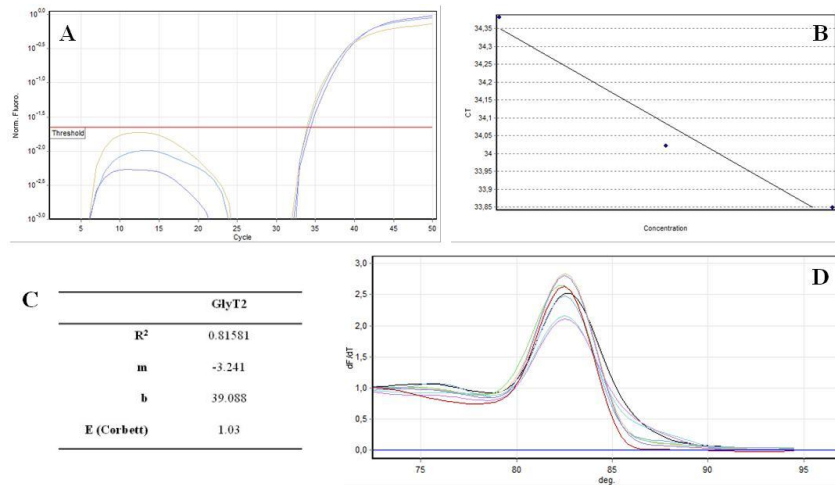 A
10^0.0
10^-0.5
10^-1.0
10^-1.5
10^-2.0
10^-2.5
10^-3.0
Norm. Fluoro.
Threshold
5 10 15 20 25 30 35 40 45 50
Cycle
B
34,35
34,3
34,25
34,2
34,15
34,1
34,05
34
33,95
33,9
33,85
CT
Concentration
C
GlyT2
R² 0.81581
m -3.241
b 39.088
E (Corbett) 1.03
D
3,0
2,5
2,0
1,5
1,0
0,5
0,0
dF/dT
75 80 85 90 95
deg.